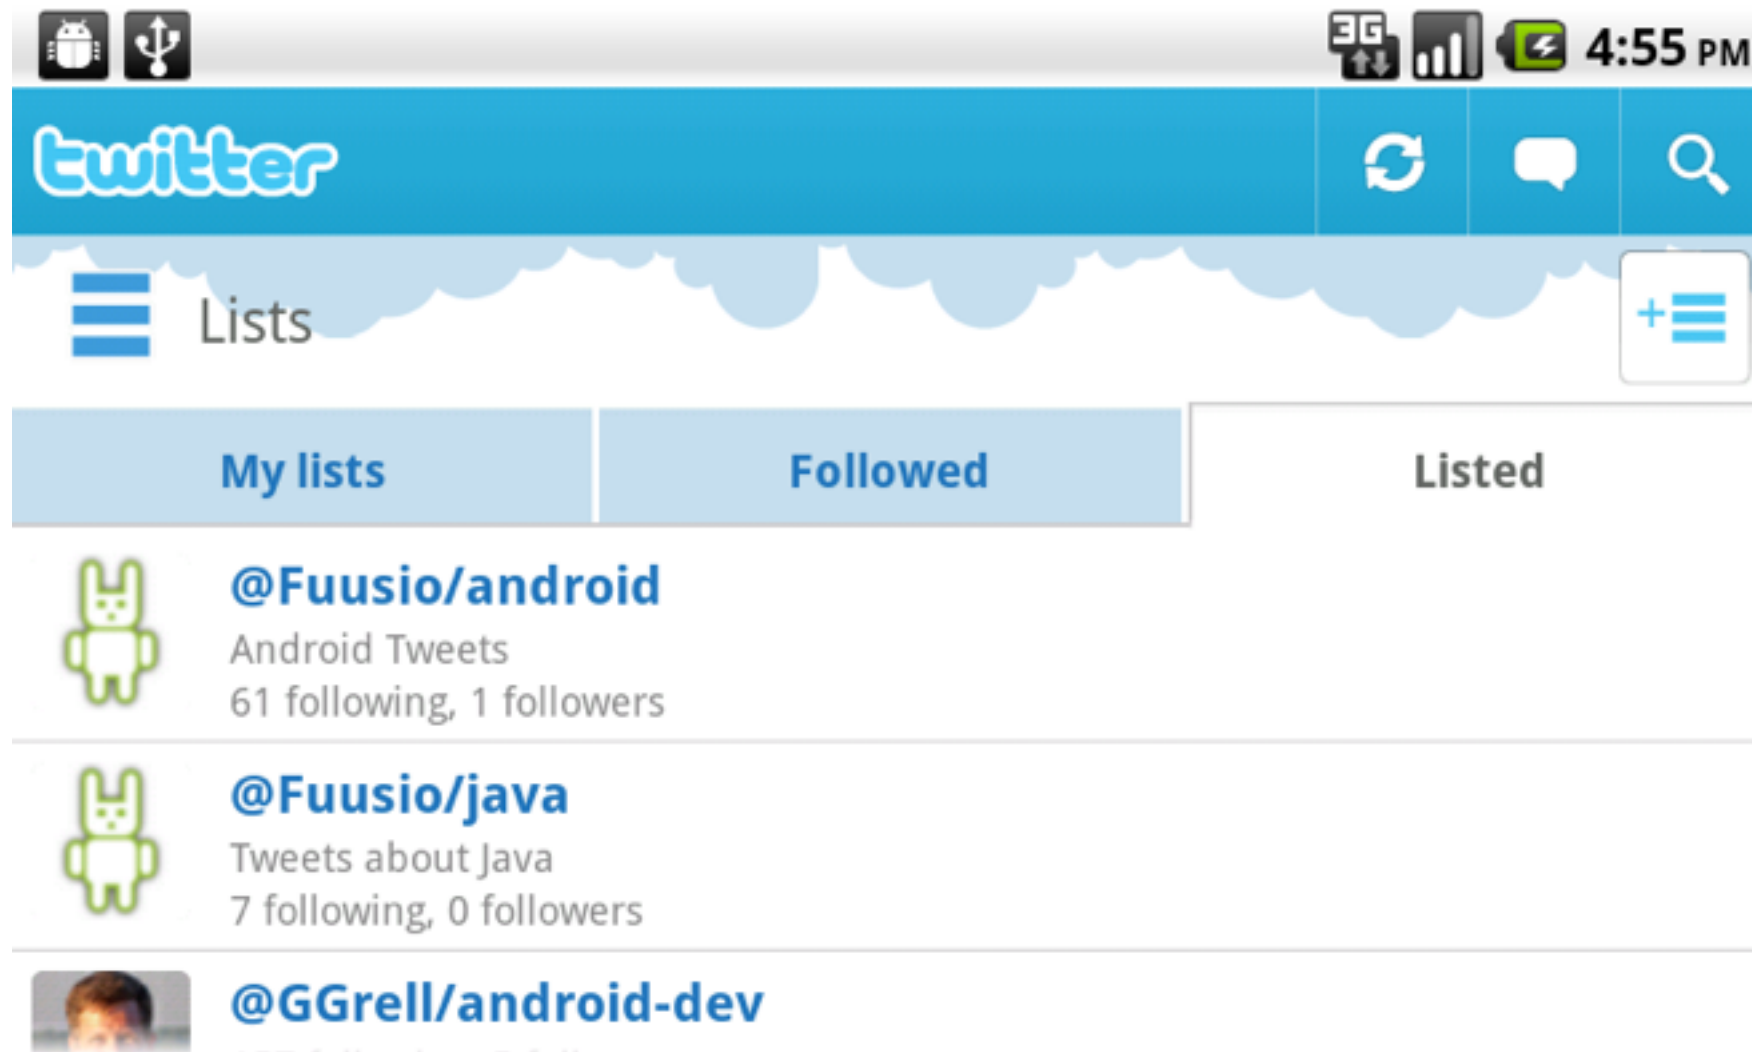 3G 4:55 PM
twitter
Lists
+
My lists Followed Listed
@Fuusio/android
Android Tweets
61 following, 1 followers
@Fuusio/java
Tweets about Java
7 following, 0 followers
@GGrell/android-dev